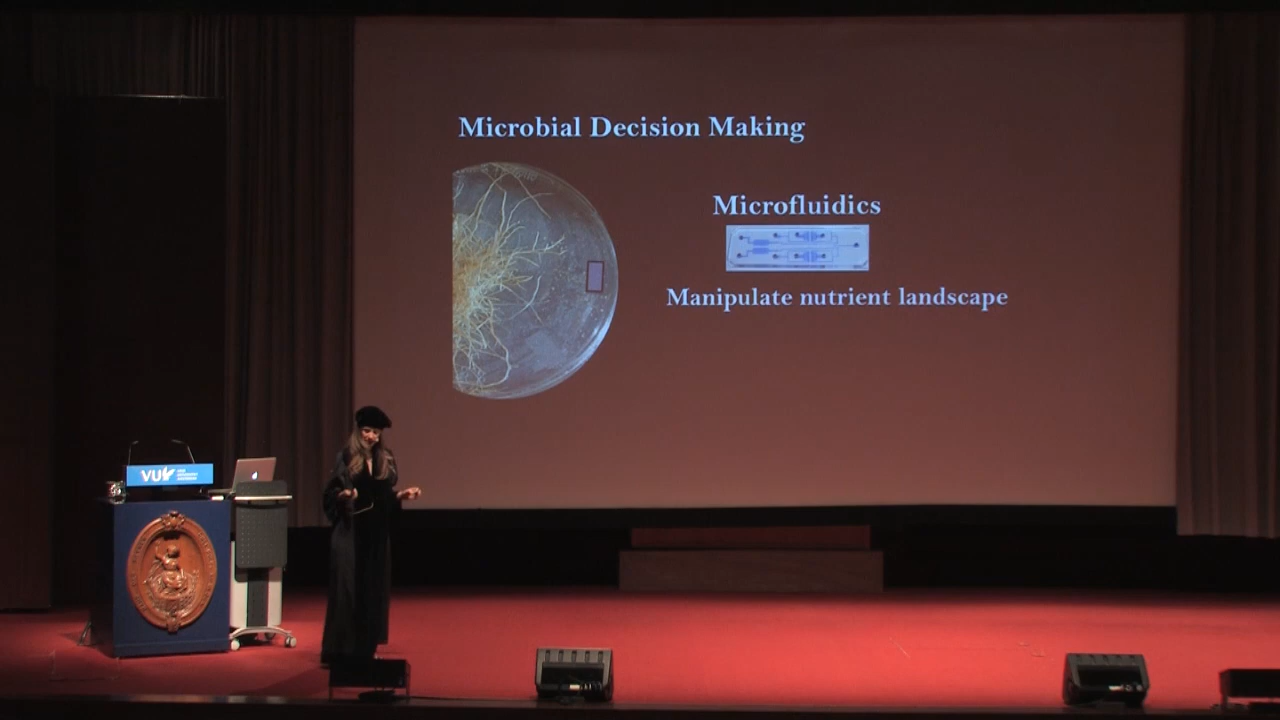 Microbial Decision Making
Microfluidics
Manipulate nutrient landscape
VU